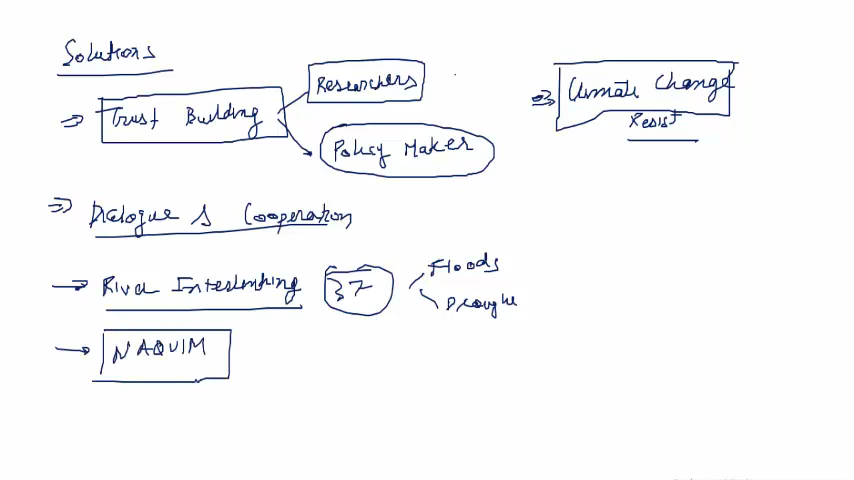 Solutions
⇒ Trust Building
Researchers
Policy Maker
⇒ Dialogue & Cooperation
→ River Interlinking 37
Floods
Drought
→ NAQUIM
⇒ Climate Change
Resist